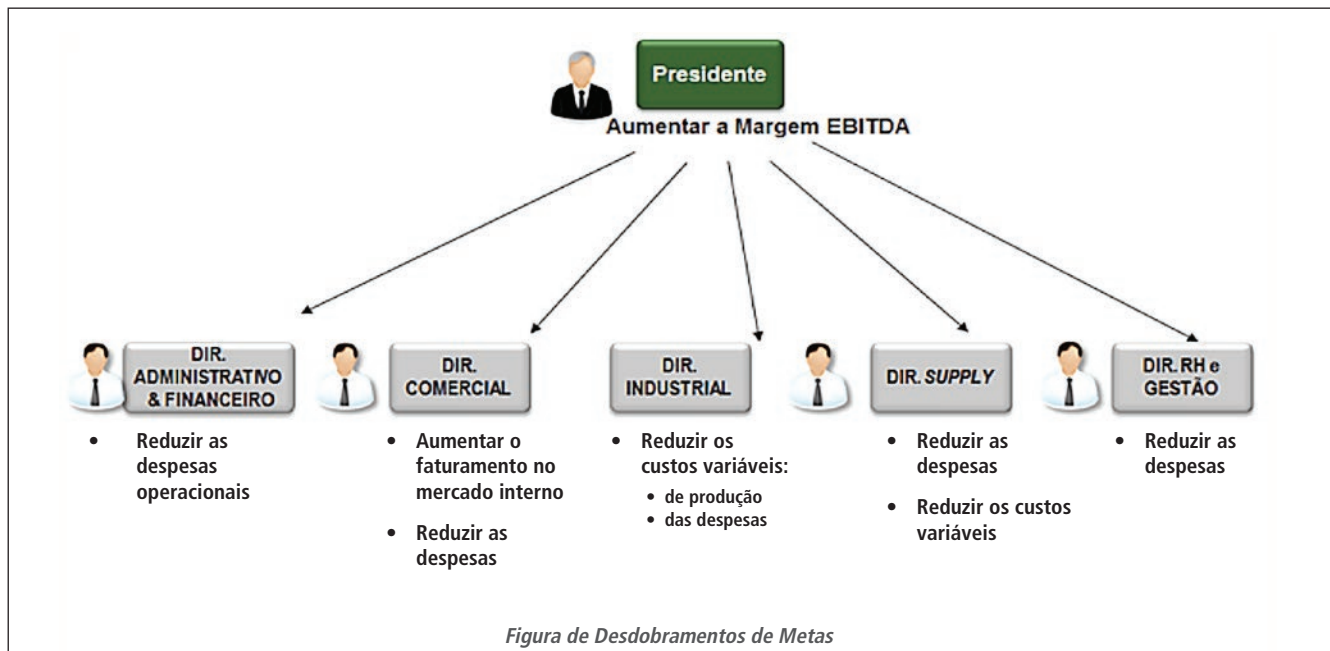 Presidente
Aumentar a Margem EBITDA
DIR.
ADMINISTRATIVO
& FINANCEIRO
• Reduzir as
despesas
operacionais
DIR.
COMERCIAL
• Aumentar o
faturamento no
mercado interno
• Reduzir as
despesas
DIR.
INDUSTRIAL
• Reduzir os
custos variáveis:
• de produção
• das despesas
DIR. SUPPLY
• Reduzir as
despesas
• Reduzir os custos
variáveis
DIR. RH e
GESTÃO
• Reduzir as
despesas
Figura de Desdobramentos de Metas